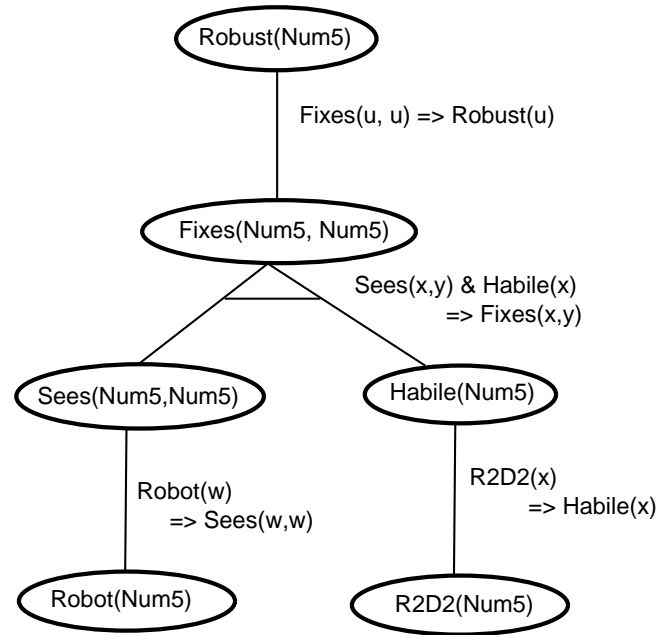 Robust(Num5)
Fixes(u, u) => Robust(u)
Fixes(Num5, Num5)
Sees(x,y) & Habile(x)
=> Fixes(x,y)
Sees(Num5,Num5)
Habile(Num5)
Robot(w)
=> Sees(w,w)
R2D2(x)
=> Habile(x)
Robot(Num5)
R2D2(Num5)